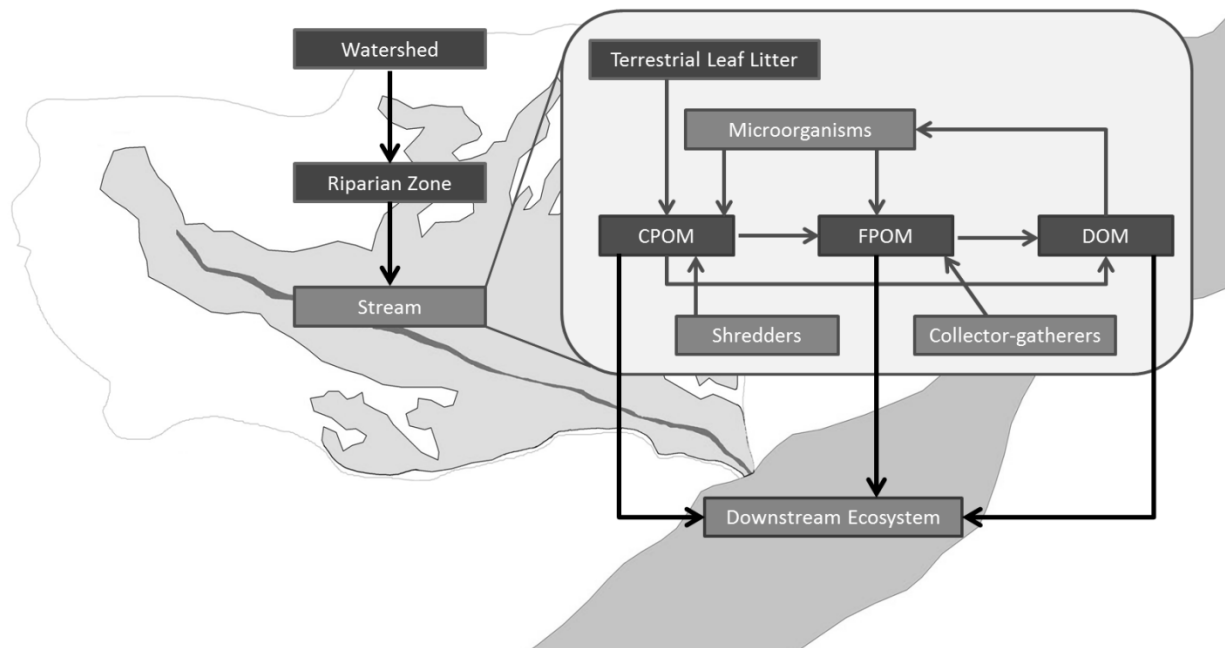 Watershed
Terrestrial Leaf Litter
Microorganisms
Riparian Zone
CPOM
FPOM
DOM
Stream
Shredders
Collector-gatherers
Downstream Ecosystem